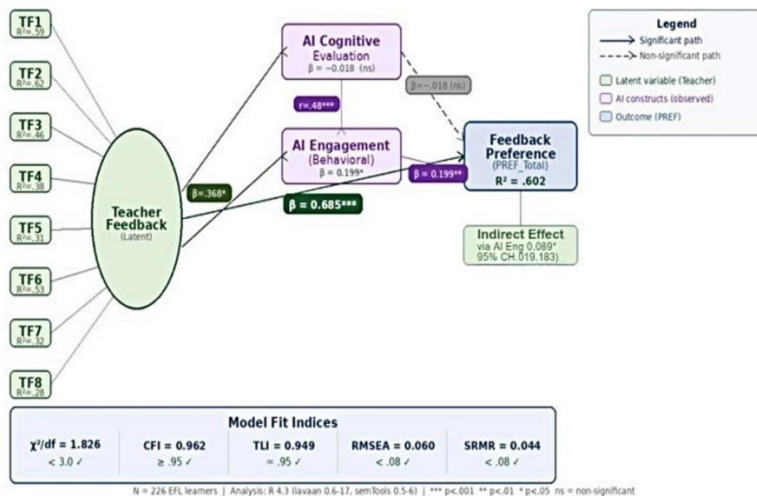 TF1
R²=.59
TF2
R²=.62
TF3
R²=.46
TF4
R²=.38
TF5
R²=.31
TF6
R²=.53
TF7
R²=.32
TF8
R²=.28
Teacher
Feedback
(Latent)
AI Cognitive
Evaluation
β = −0.018 (ns)
r=.48***
AI Engagement
(Behavioral)
β = 0.199*
β=.368*
β = 0.685***
β=−.018 (ns)
β = 0.199**
Feedback
Preference
(PREF_Total)
R² = .602
Indirect Effect
via AI Eng 0.089*
95% CH.019.183)
Legend
Significant path
Non-significant path
Latent variable (Teacher)
AI constructs (observed)
Outcome (PREF)
Model Fit Indices
χ²/df = 1.826
CFI = 0.962
TLI = 0.949
RMSEA = 0.060
SRMR = 0.044
< 3.0 ✓
≥ .95 ✓
≈ .95 ✓
< .08 ✓
< .08 ✓
N = 226 EFL learners | Analysis: R 4.3 (lavaan 0.6-17, semTools 0.5-6) | *** p<.001 ** p<.01 * p<.05 ns = non-significant